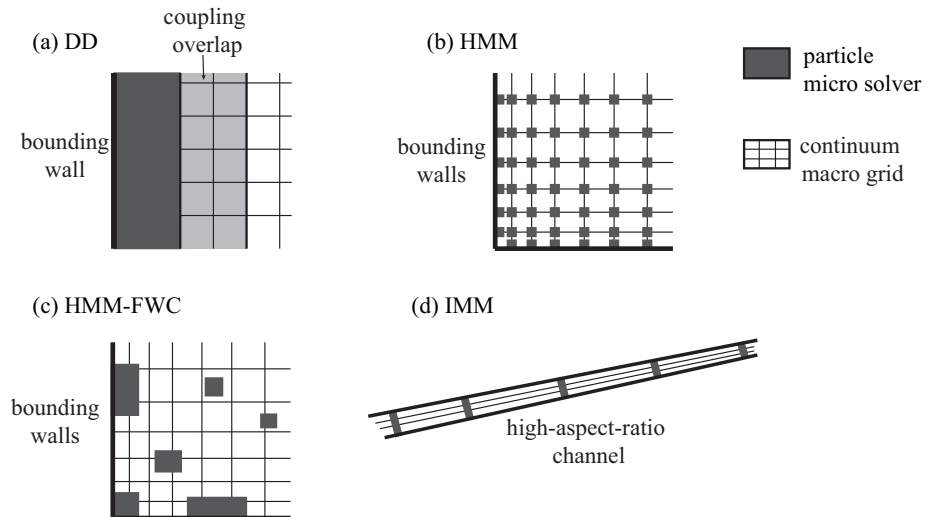 (a) DD
coupling
overlap
bounding
wall
(b) HMM
bounding
walls
particle
micro solver
continuum
macro grid
(c) HMM-FWC
bounding
walls
(d) IMM
high-aspect-ratio
channel